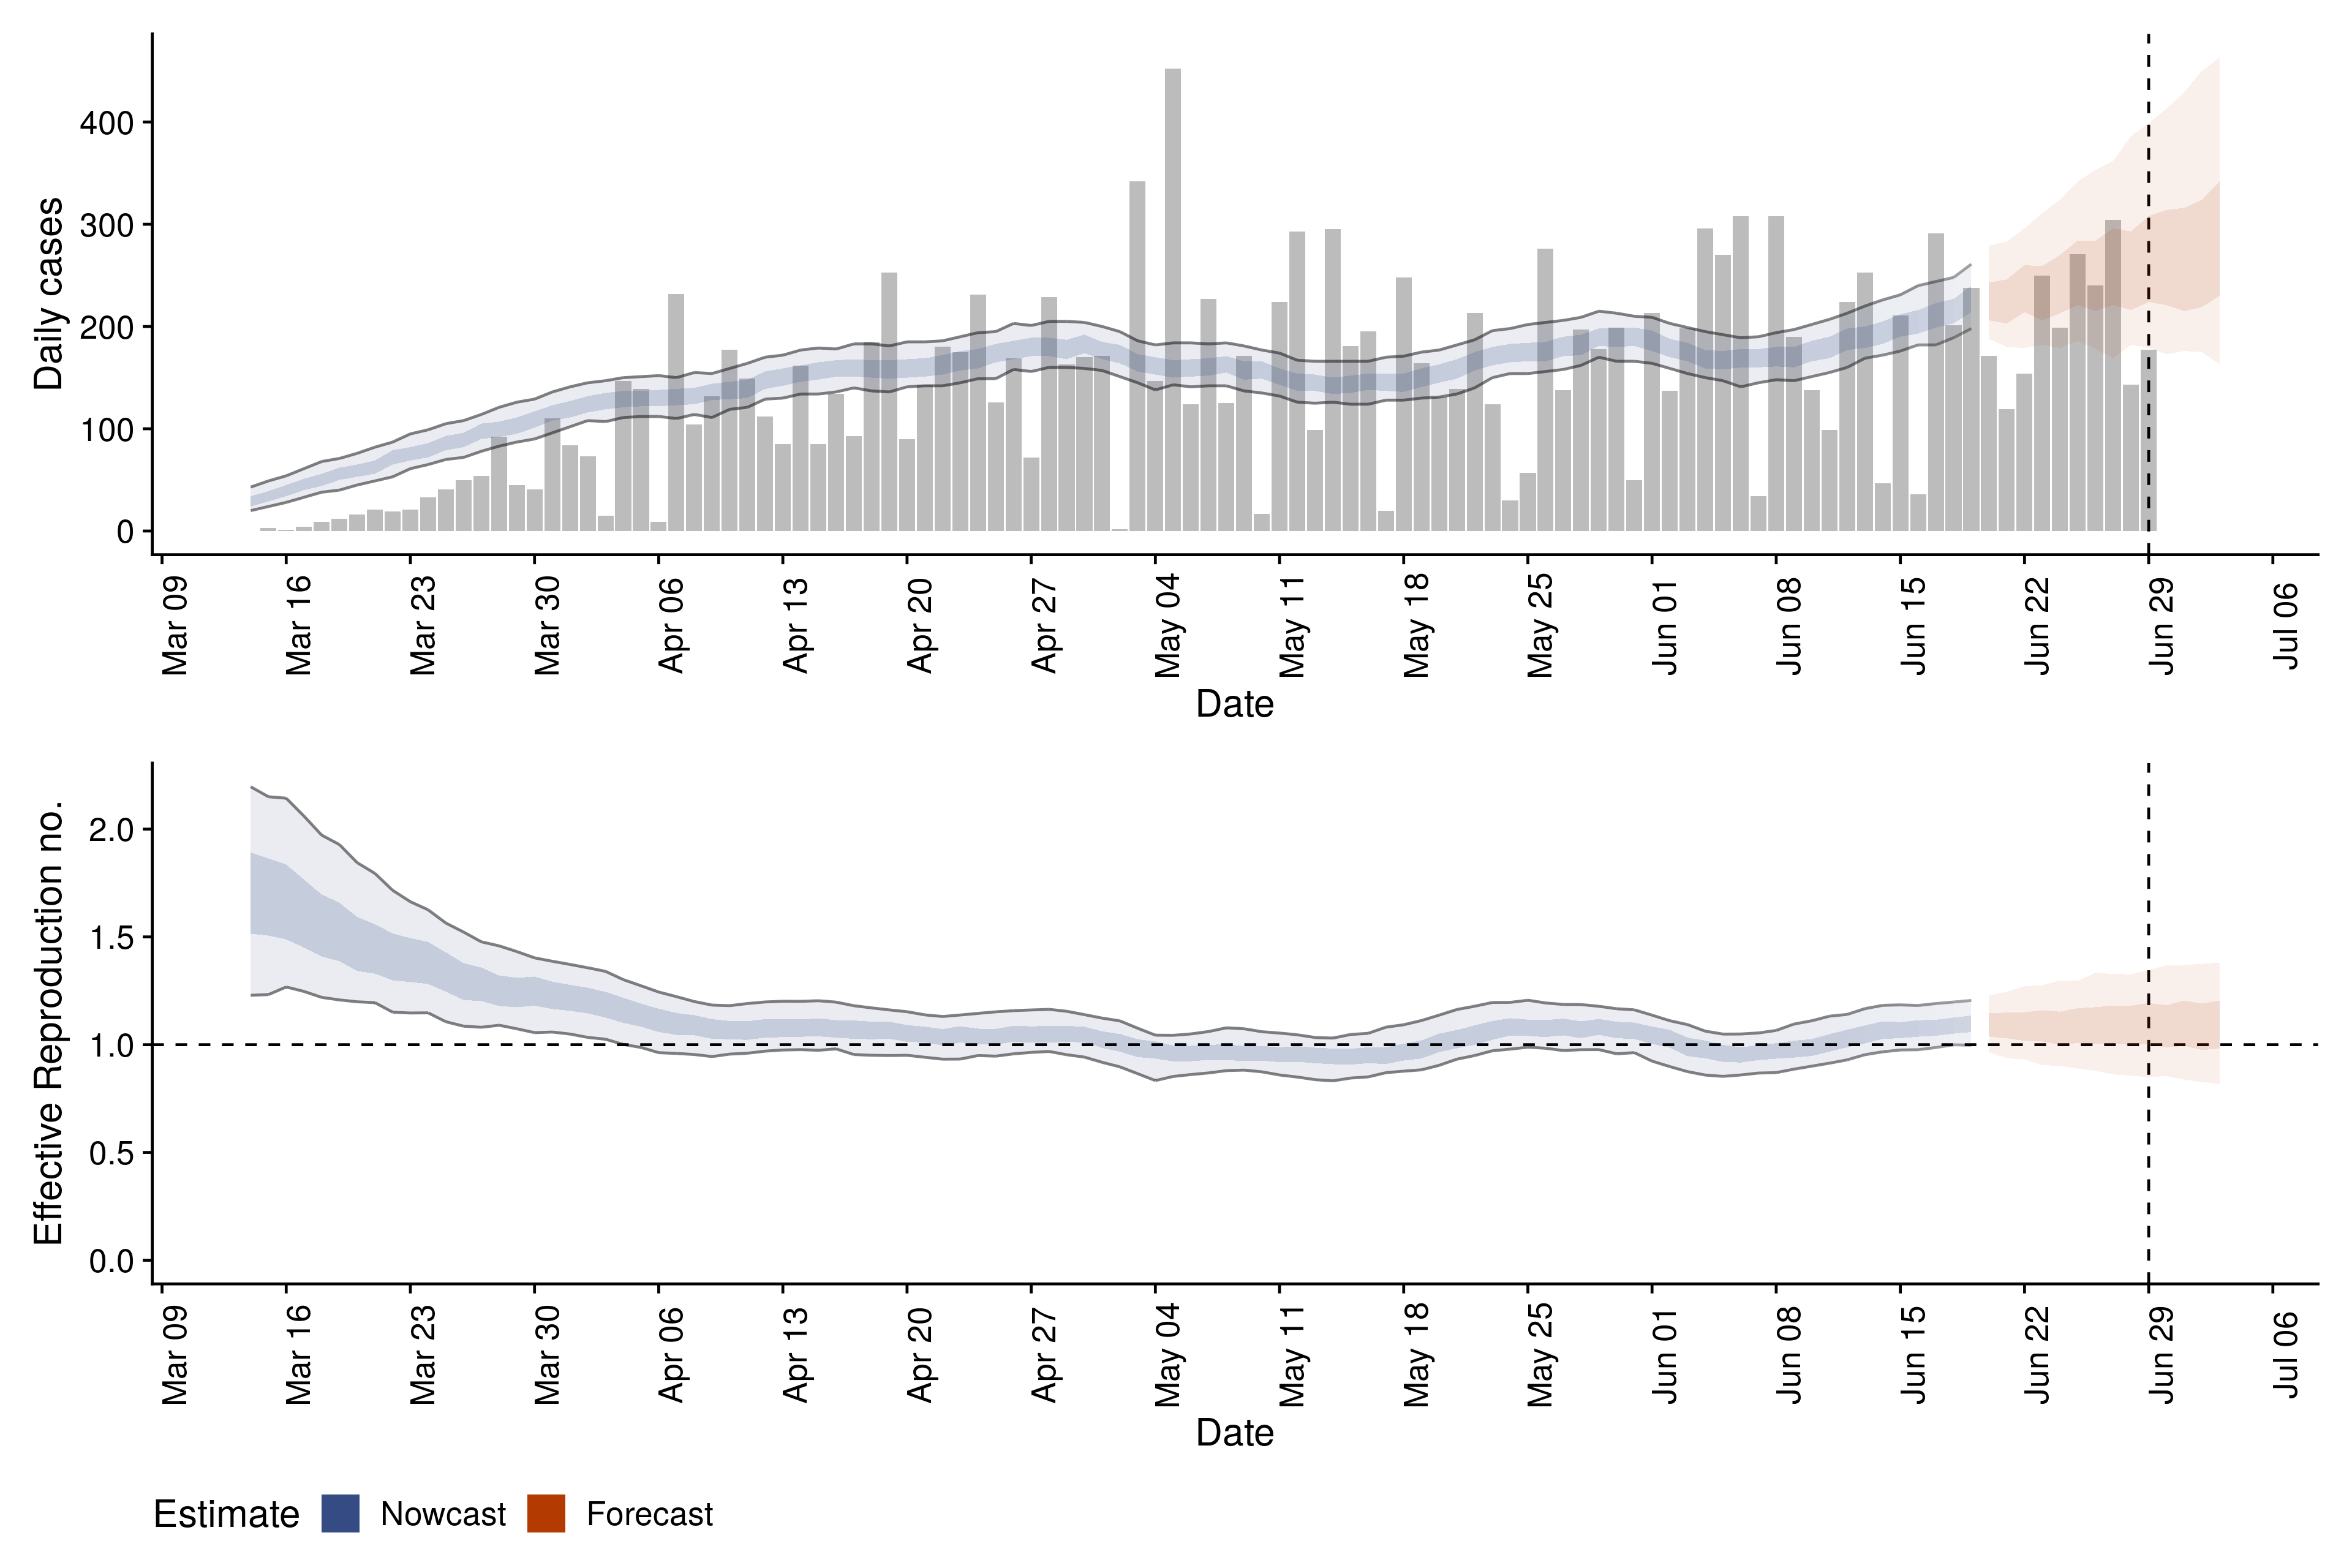 Daily cases
400
300
200
100
0
Mar 09 Mar 16 Mar 23 Mar 30 Apr 06 Apr 13 Apr 20 Apr 27 May 04 May 11 May 18 May 25 Jun 01 Jun 08 Jun 15 Jun 22 Jun 29 Jul 06
Date
Effective Reproduction no.
2.0
1.5
1.0
0.5
0.0
Mar 09 Mar 16 Mar 23 Mar 30 Apr 06 Apr 13 Apr 20 Apr 27 May 04 May 11 May 18 May 25 Jun 01 Jun 08 Jun 15 Jun 22 Jun 29 Jul 06
Date
Estimate Nowcast Forecast